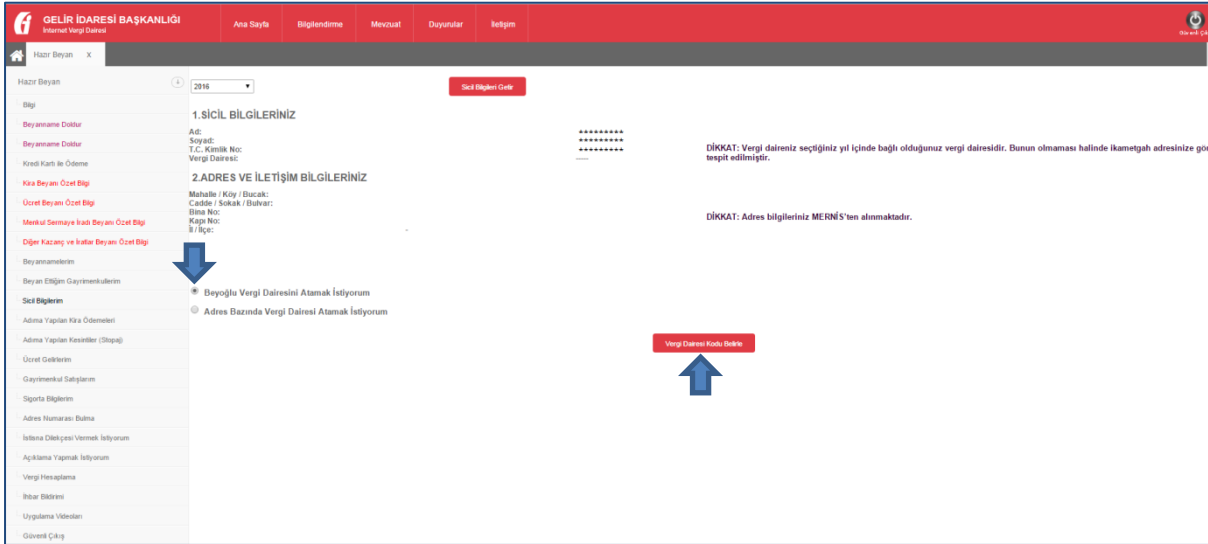 GELİR İDARESİ BAŞKANLIĞI
İnternet Vergi Dairesi
Ana Sayfa Bilgilendirme Mevzuat Duyurular İletişim
Güvenli
Hazır Beyan X
Hazır Beyan
2016
Sicil Bilgileri Getir
Bilgi
Beyanname Doldur
Beyanname Doldur
Kredi Kartı ile Ödeme
Kira Beyanı Özet Bilgi
Ücret Beyanı Özet Bilgi
Menkul Sermaye İradı Beyanı Özet Bilgi
Diğer Kazanç ve İratlar Beyanı Özet Bilgi
Beyannamelerim
Beyan Ettiğim Gayrimenkullerim
Sicil Bilgilerim
Adıma Yapılan Kira Ödemeleri
Adıma Yapılan Kesintiler (Stopaj)
Ücret Gelirlerim
Gayrimenkul Satışlarım
Sigorta Bilgilerim
Adres Numarası Bulma
İstisna Dilekçesi Vermek İstiyorum
Açıklama Yapmak İstiyorum
Vergi Hesaplama
İhbar Bildirimi
Uygulama Videoları
Güvenli Çıkış
1.SİCİL BİLGİLERİNİZ
Ad: *********
Soyad: *********
T.C. Kimlik No: *********
Vergi Dairesi: ----
DİKKAT: Vergi daireniz seçtiğiniz yıl içinde bağlı olduğunuz vergi dairesidir. Bunun olmaması halinde ikametgah adresinize gör
tespit edilmiştir.
2.ADRES VE İLETİŞİM BİLGİLERİNİZ
Mahalle / Köy / Bucak:
Cadde / Sokak / Bulvar:
Bina No:
Kapı No:
İl / İlçe: -
DİKKAT: Adres bilgileriniz MERNİS'ten alınmaktadır.
Beyoğlu Vergi Dairesini Atamak İstiyorum
Adres Bazında Vergi Dairesi Atamak İstiyorum
Vergi Dairesi Kodu Belirle